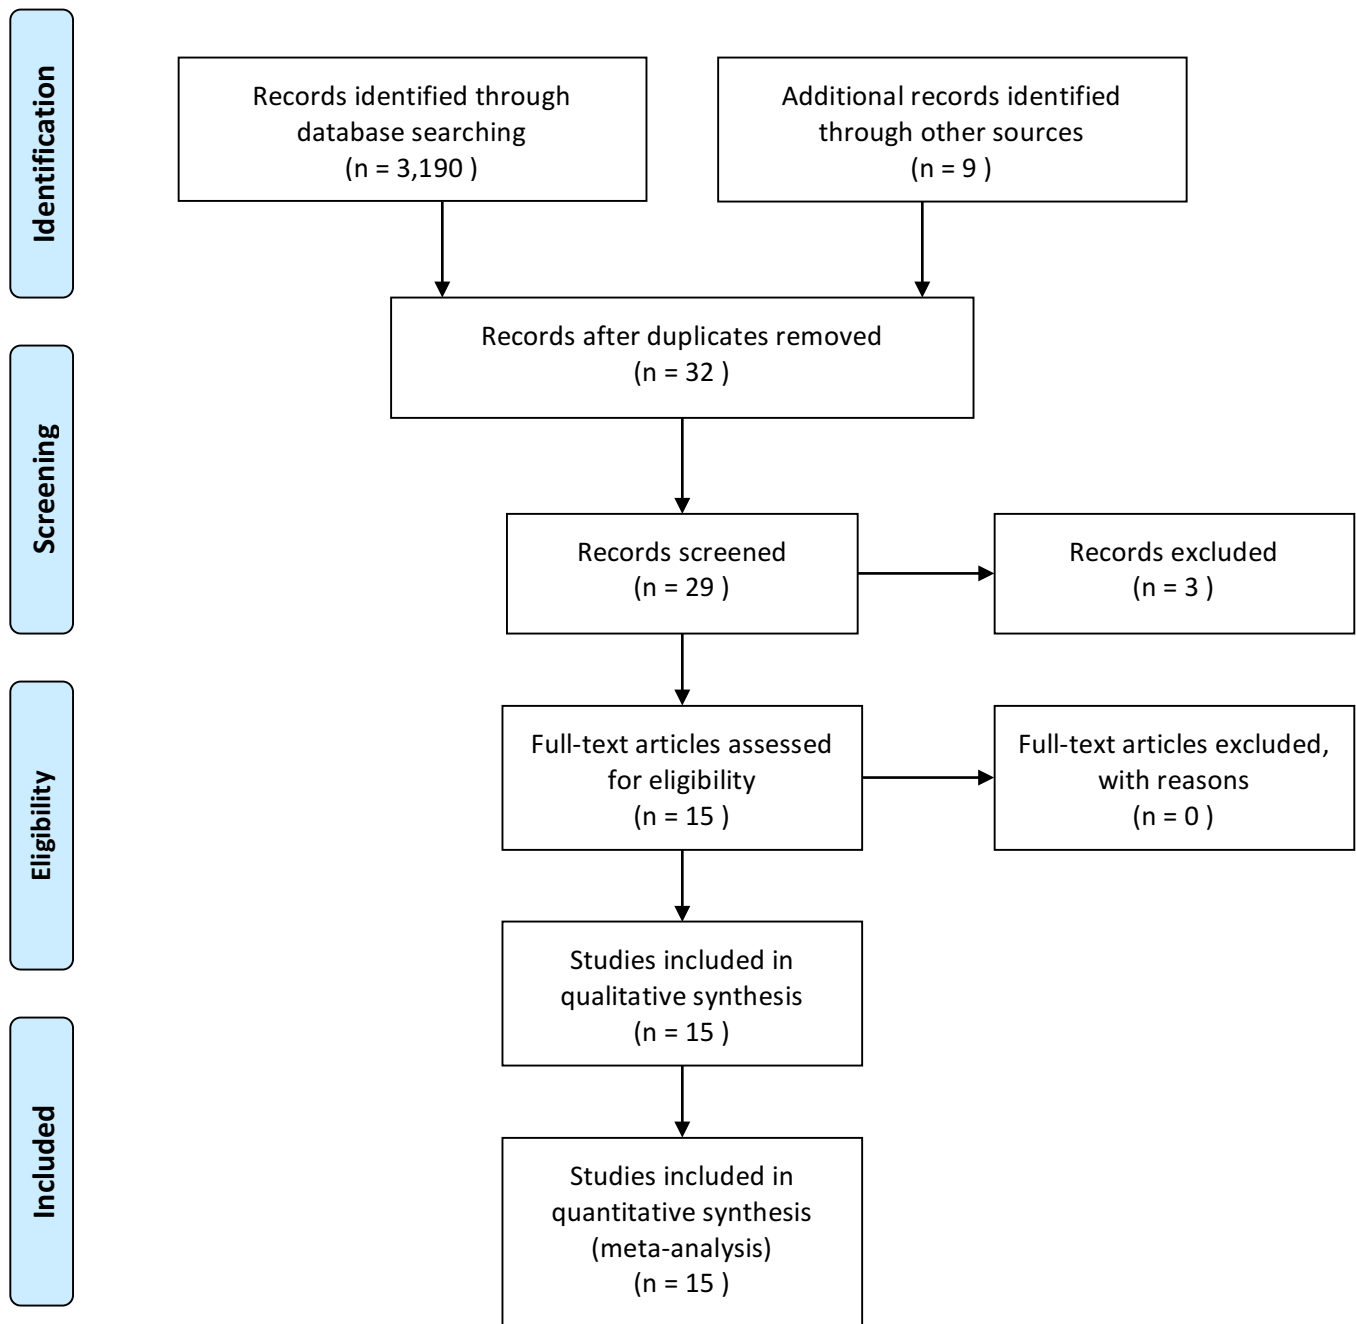 Identification
Records identified through
database searching
(n = 3,190 )
Additional records identified
through other sources
(n = 9 )
Records after duplicates removed
(n = 32 )
Screening
Records screened
(n = 29 )
Records excluded
(n = 3 )
Eligibility
Full-text articles assessed
for eligibility
(n = 15 )
Full-text articles excluded,
with reasons
(n = 0 )
Studies included in
qualitative synthesis
(n = 15 )
Included
Studies included in
quantitative synthesis
(meta-analysis)
(n = 15 )